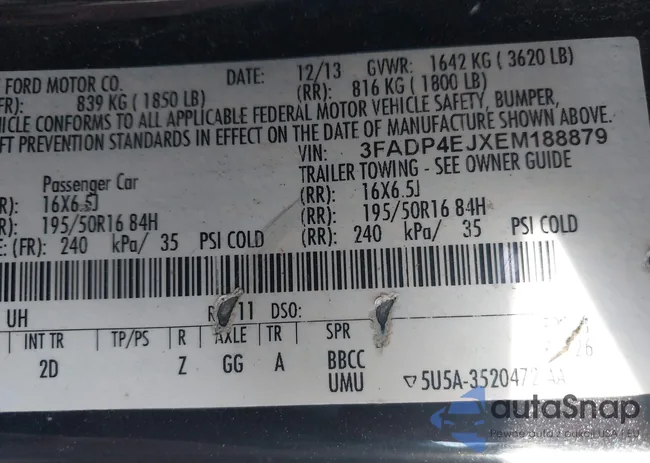 FORD MOTOR CO.
DATE: 12/13 GVWR: 1642 KG ( 3620 LB)
FR): 839 KG ( 1850 LB) (RR): 816 KG ( 1800 LB)
HICLE CONFORMS TO ALL APPLICABLE FEDERAL MOTOR VEHICLE SAFETY, BUMPER,
FT PREVENTION STANDARDS IN EFFECT ON THE DATE OF MANUFACTURE SHOWN ABOVE.
VIN: 3FADP4EJXEM188879
Passenger Car TRAILER TOWING - SEE OWNER GUIDE
R): 16X6.5J (RR): 16X6.5J
R): 195/50R16 84H (RR): 195/50R16 84H
E: (FR): 240 kPa/ 35 PSI COLD (RR): 240 kPa/ 35 PSI COLD
UH 11 DSO:
INT TR TP/PS R AXLE TR SPR
2D Z GG A BBCC
UMU
5U5A-3520472 AA
autoSnap